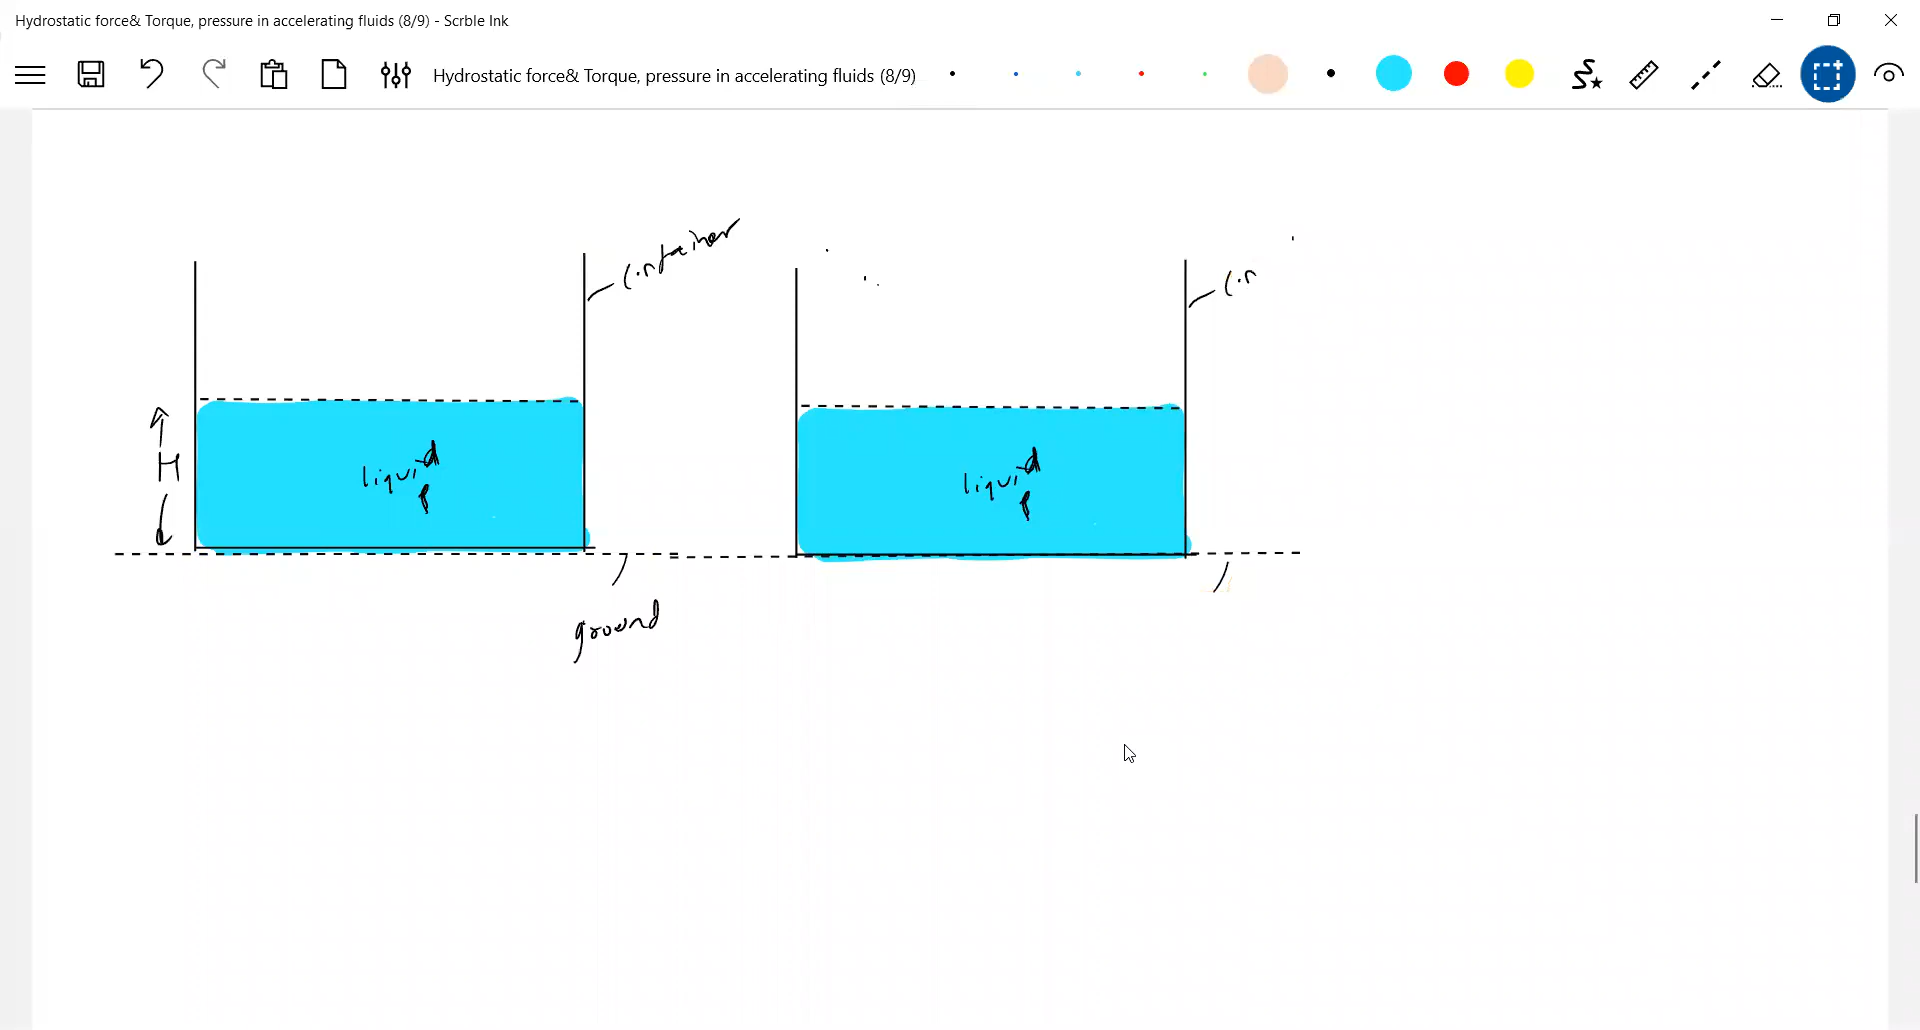 Hydrostatic force& Torque, pressure in accelerating fluids (8/9) - Scrble Ink
Hydrostatic force& Torque, pressure in accelerating fluids (8/9)
container
H
liquid
ρ
liquid
ρ
ground